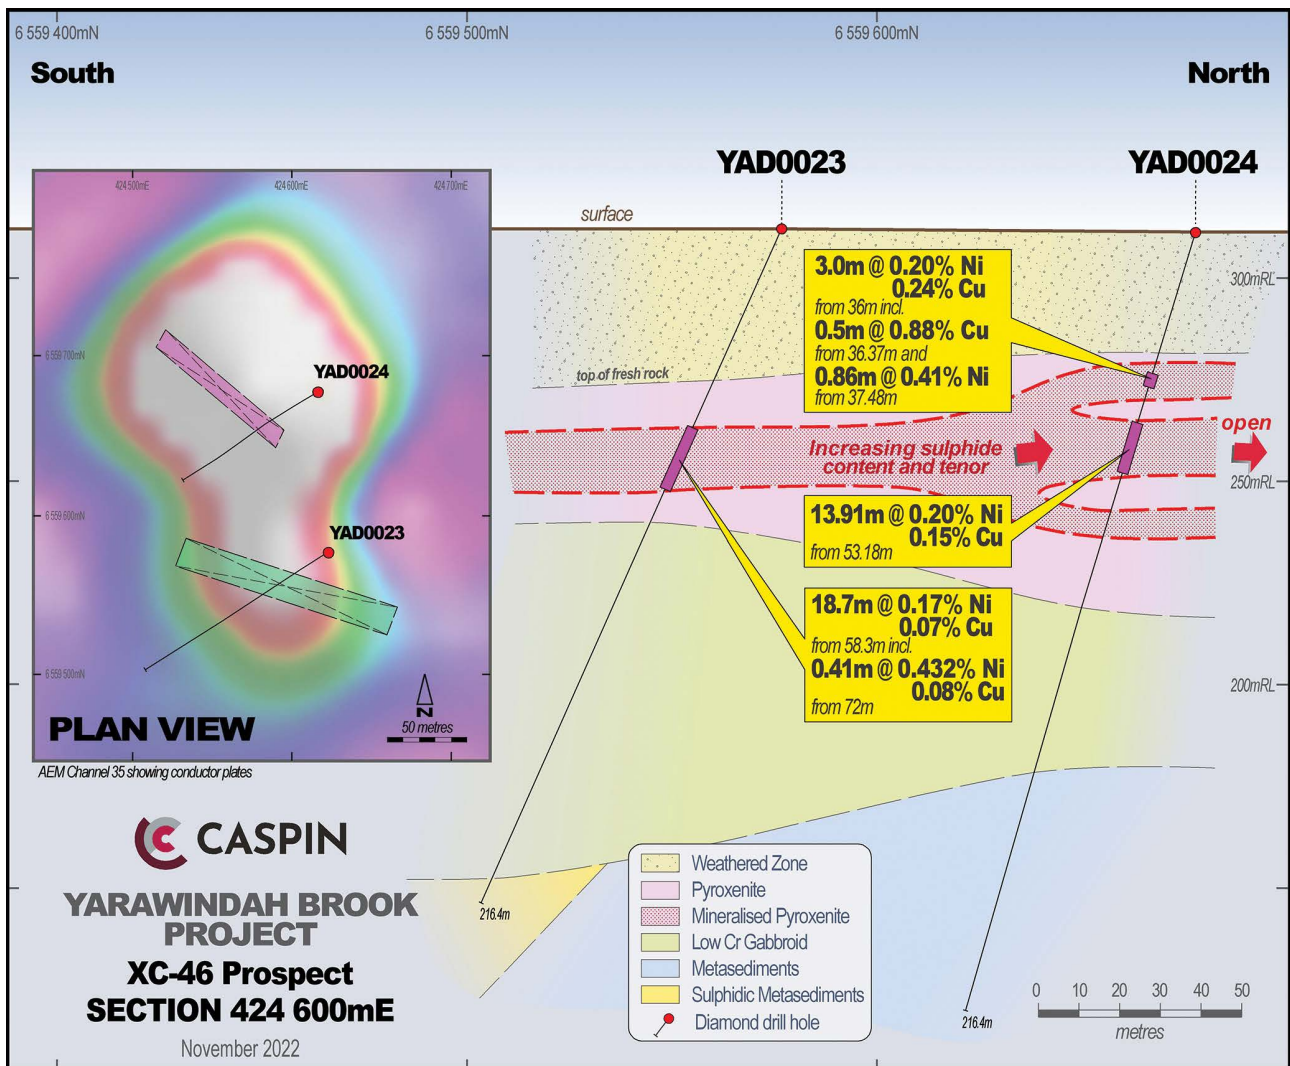 6 559 400mN
6 559 500mN
6 559 600mN
South
North
YAD0023
YAD0024
surface
424 500mE
424 600mE
424 700mE
6 559 700mN
6 559 600mN
6 559 500mN
YAD0024
YAD0023
N
50 metres
PLAN VIEW
AEM Channel 35 showing conductor plates
top of fresh rock
3.0m @ 0.20% Ni
0.24% Cu
from 36m incl.
0.5m @ 0.88% Cu
from 36.37m and
0.86m @ 0.41% Ni
from 37.48m
300mRL
Increasing sulphide
content and tenor
open
250mRL
13.91m @ 0.20% Ni
0.15% Cu
from 53.18m
18.7m @ 0.17% Ni
0.07% Cu
from 58.3m incl.
0.41m @ 0.432% Ni
0.08% Cu
from 72m
200mRL
216.4m
216.4m
CASPIN
YARAWINDAH BROOK
PROJECT
XC-46 Prospect
SECTION 424 600mE
November 2022
Weathered Zone
Pyroxenite
Mineralised Pyroxenite
Low Cr Gabbroid
Metasediments
Sulphidic Metasediments
Diamond drill hole
0 10 20 30 40 50
metres